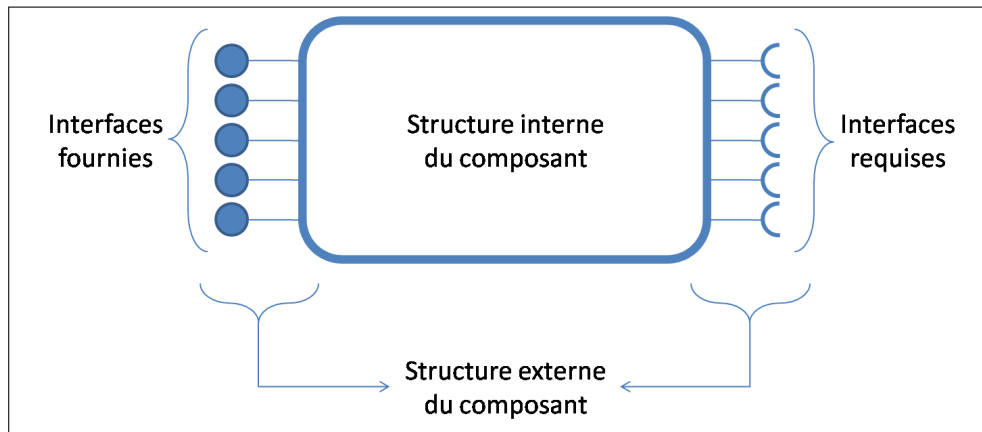 Interfaces
fournies
Structure interne
du composant
Interfaces
requises
Structure externe
du composant